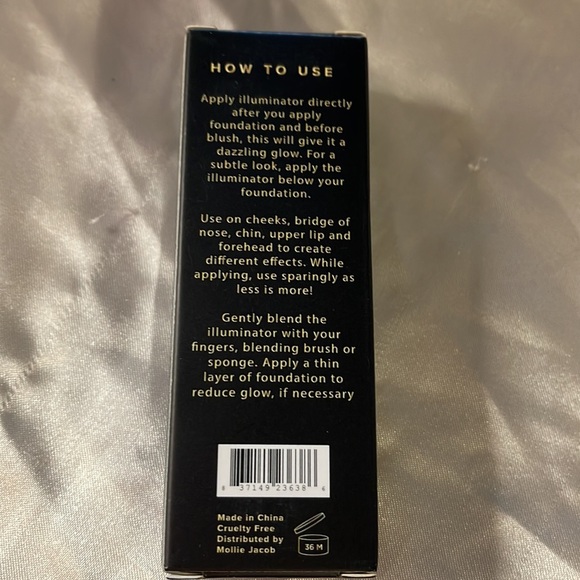 HOW TO USE
Apply illuminator directly
after you apply
foundation and before
blush, this will give it a
dazzling glow. For a
subtle look, apply the
illuminator below your
foundation.
Use on cheeks, bridge of
nose, chin, upper lip and
forehead to create
different effects. While
applying, use sparingly as
less is more!
Gently blend the
illuminator with your
fingers, blending brush or
sponge. Apply a thin
layer of foundation to
reduce glow, if necessary
6 37149 23638 6
Made in China
Cruelty Free
Distributed by
Mollie Jacob
36 M